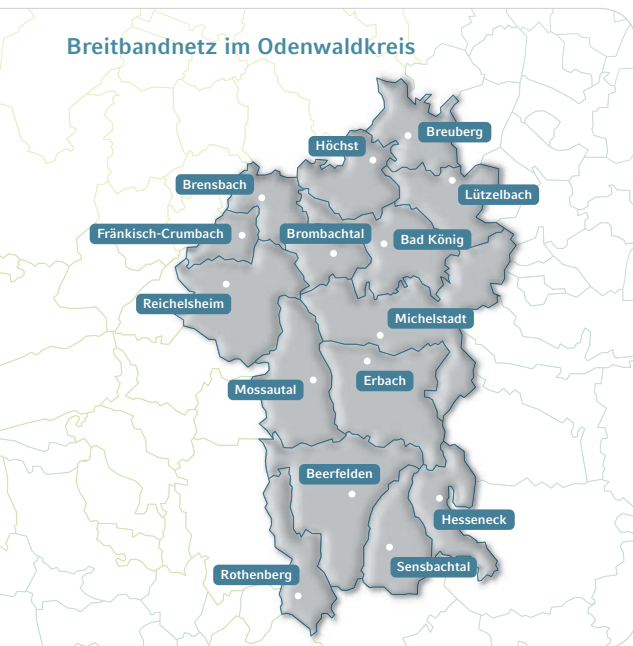 Breitbandnetz im Odenwaldkreis
Breuberg
Höchst
Brensbach
Lützelbach
Fränkisch-Crumbach
Brombachtal
Bad König
Reichelsheim
Michelstadt
Mossautal
Erbach
Beerfelden
Hesseneck
Sensbachtal
Rothenberg